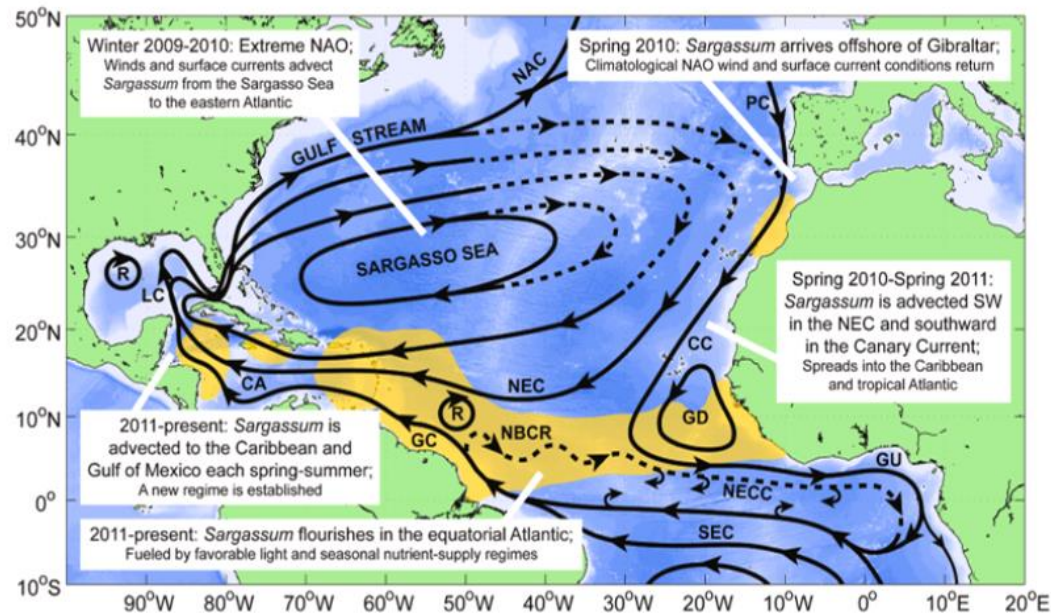 50°N
Winter 2009-2010: Extreme NAO;
Winds and surface currents advect
Sargassum from the Sargasso Sea
to the eastern Atlantic
Spring 2010: Sargassum arrives offshore of Gibraltar;
Climatological NAO wind and surface current conditions return
NAC
PC
40°N
GULF STREAM
30°N
SARGASSO SEA
R
LC
Spring 2010-Spring 2011:
Sargassum is advected SW
in the NEC and southward
in the Canary Current;
Spreads into the Caribbean
and tropical Atlantic
20°N
CC
CA
NEC
10°N
R
GD
2011-present: Sargassum is
advected to the Caribbean and
Gulf of Mexico each spring-summer;
A new regime is established
GC
NBCR
GU
NECC
0°
SEC
2011-present: Sargassum flourishes in the equatorial Atlantic;
Fueled by favorable light and seasonal nutrient-supply regimes
10°S
90°W 80°W 70°W 60°W 50°W 40°W 30°W 20°W 10°W 0° 10°E 20°E